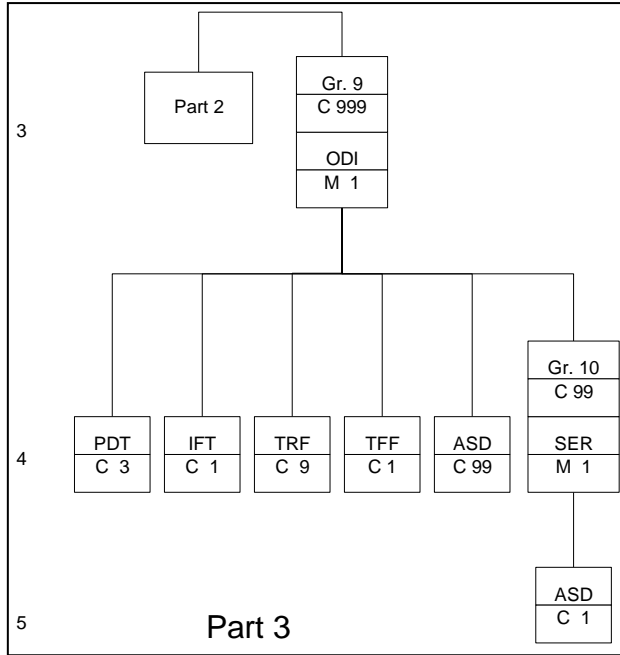 Part 2
Gr. 9
C 999
3
ODI
M 1
Gr. 10
C 99
4
PDT
IFT
TRF
TFF
ASD
SER
C 3
C 1
C 9
C 1
C 99
M 1
ASD
C 1
5
Part 3